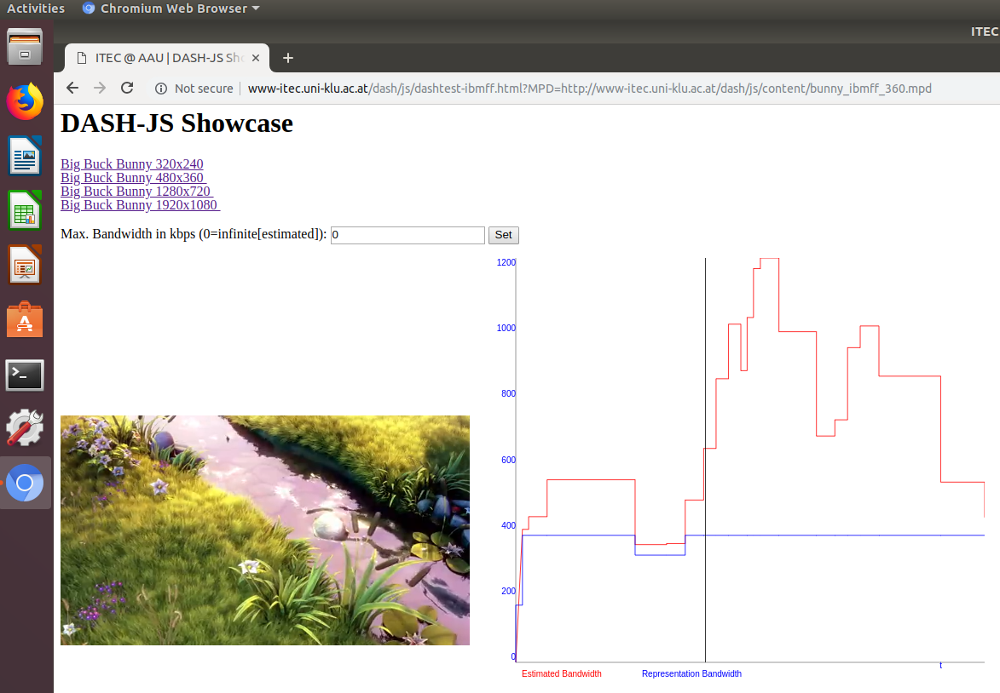 Activities Chromium Web Browser
ITEC
ITEC @ AAU | DASH-JS Sho
Not secure www-itec.uni-klu.ac.at/dash/js/dashtest-ibmff.html?MPD=http://www-itec.uni-klu.ac.at/dash/js/content/bunny_ibmff_360.mpd
DASH-JS Showcase
Big Buck Bunny 320x240
Big Buck Bunny 480x360
Big Buck Bunny 1280x720
Big Buck Bunny 1920x1080
Max. Bandwidth in kbps (0=infinite[estimated]): 0 Set
1200
1000
800
600
400
200
0
t
Estimated Bandwidth Representation Bandwidth